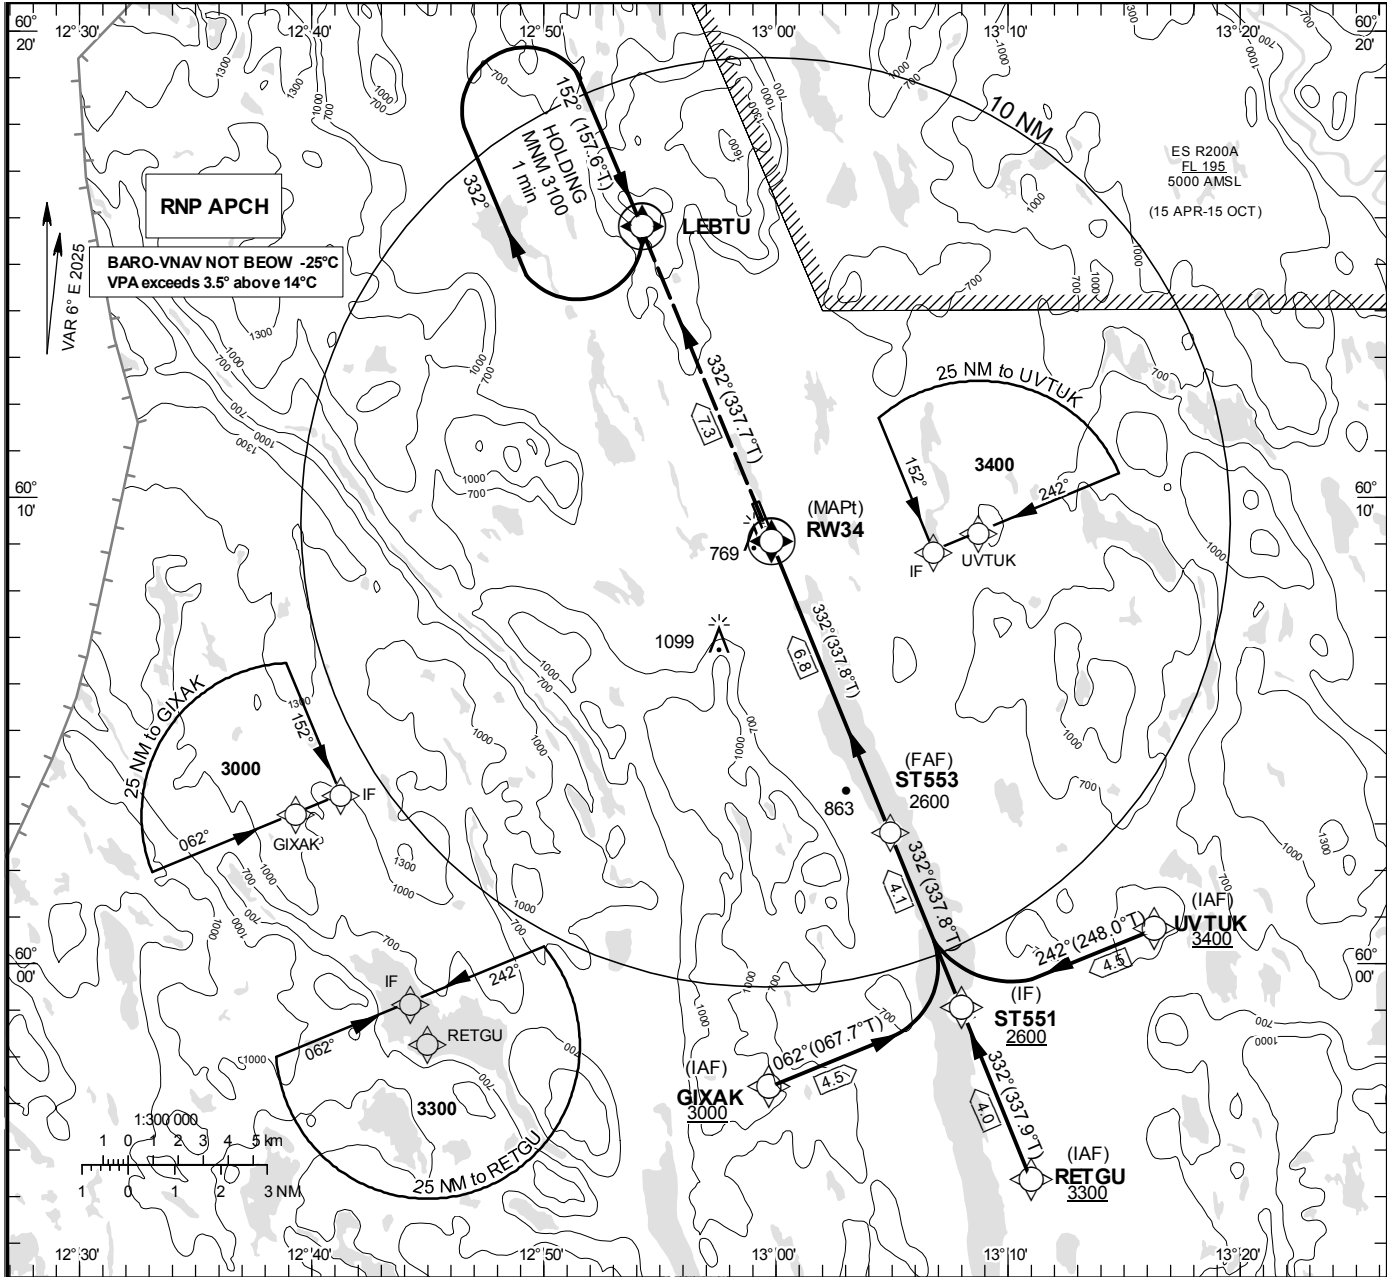 12°30' 12°40' 12°50' 13°00' 13°10' 13°20'
60°
20'
60°
20'
10 NM
ES R200A
FL 195
5000 AMSL
(15 APR-15 OCT)
152° (157.6°T)
HOLDING
MNM 3100
1 min
332°
RNP APCH
LEBTU
BARO-VNAV NOT BEOW -25°C
VPA exceeds 3.5° above 14°C
VAR 6° E 2025
332°(337.7°T)
7.3
25 NM to UVTUK
3400
152°
242°
IF
UVTUK
60°
10'
60°
10'
(MAPt)
RW34
769
1099
332°(337.8°T)
6.8
25 NM to GIXAK
3000
152°
IF
062°
GIXAK
(FAF)
ST553
2600
863
332°(337.8°T)
4.1
(IAF)
UVTUK
3400
242°(248.0°T)
4.5
60°
00'
60°
00'
IF
242°
RETGU
062°
3300
25 NM to RETGU
(IF)
ST551
2600
062°(067.7°T)
4.5
(IAF)
GIXAK
3000
332°(337.9°T)
4.0
(IAF)
RETGU
3300
1:300 000
1 0 1 2 3 4 5 km
1 0 1 2 3 NM
12°30' 12°40' 12°50' 13°00' 13°10' 13°20'